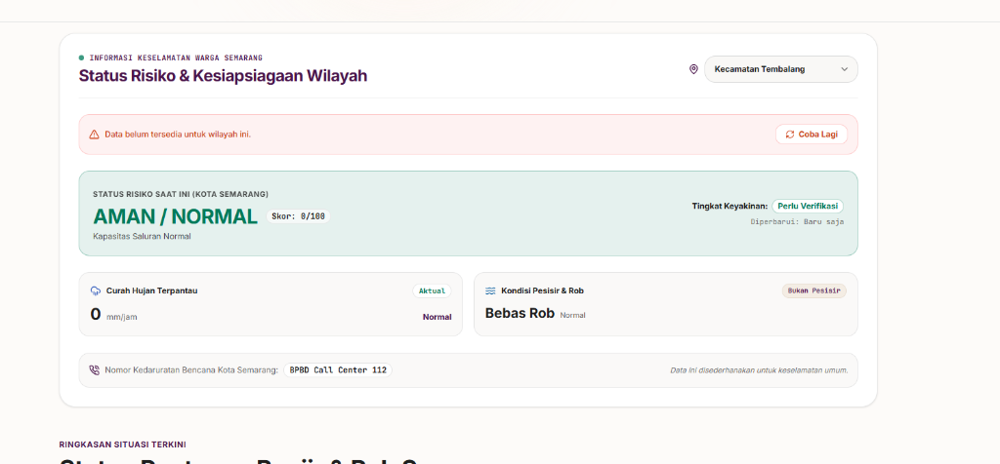 INFORMASI KESELAMATAN WARGA SEMARANG
Status Risiko & Kesiapsiagaan Wilayah
Kecamatan Tembalang
Data belum tersedia untuk wilayah ini.
Coba Lagi
STATUS RISIKO SAAT INI (KOTA SEMARANG)
AMAN / NORMAL Skor: 0/100
Kapasitas Saluran Normal
Tingkat Keyakinan: Perlu Verifikasi
Diperbarui: Baru saja
Curah Hujan Terpantau Aktual
0 mm/jam Normal
Kondisi Pesisir & Rob Bukan Pesisir
Bebas Rob Normal
Nomor Kedaruratan Bencana Kota Semarang: BPBD Call Center 112
Data ini disederhanakan untuk keselamatan umum.
RINGKASAN SITUASI TERKINI